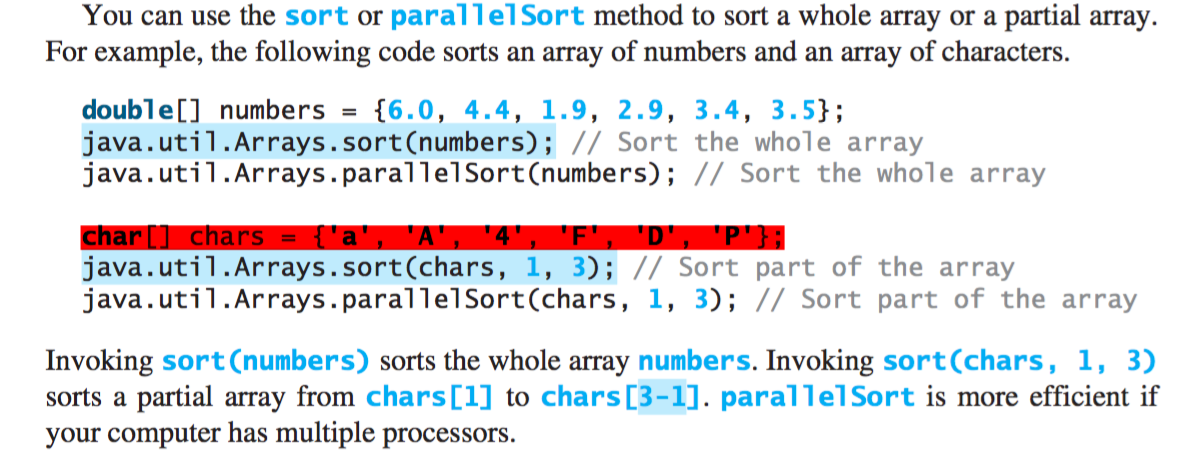 You can use the sort or parallelSort method to sort a whole array or a partial array.
For example, the following code sorts an array of numbers and an array of characters.
double[] numbers = {6.0, 4.4, 1.9, 2.9, 3.4, 3.5};
java.util.Arrays.sort(numbers); // Sort the whole array
java.util.Arrays.parallelSort(numbers); // Sort the whole array
char[] chars = {'a', 'A', '4', 'F', 'D', 'P'};
java.util.Arrays.sort(chars, 1, 3); // Sort part of the array
java.util.Arrays.parallelSort(chars, 1, 3); // Sort part of the array
Invoking sort(numbers) sorts the whole array numbers. Invoking sort(chars, 1, 3)
sorts a partial array from chars[1] to chars[3-1]. parallelSort is more efficient if
your computer has multiple processors.